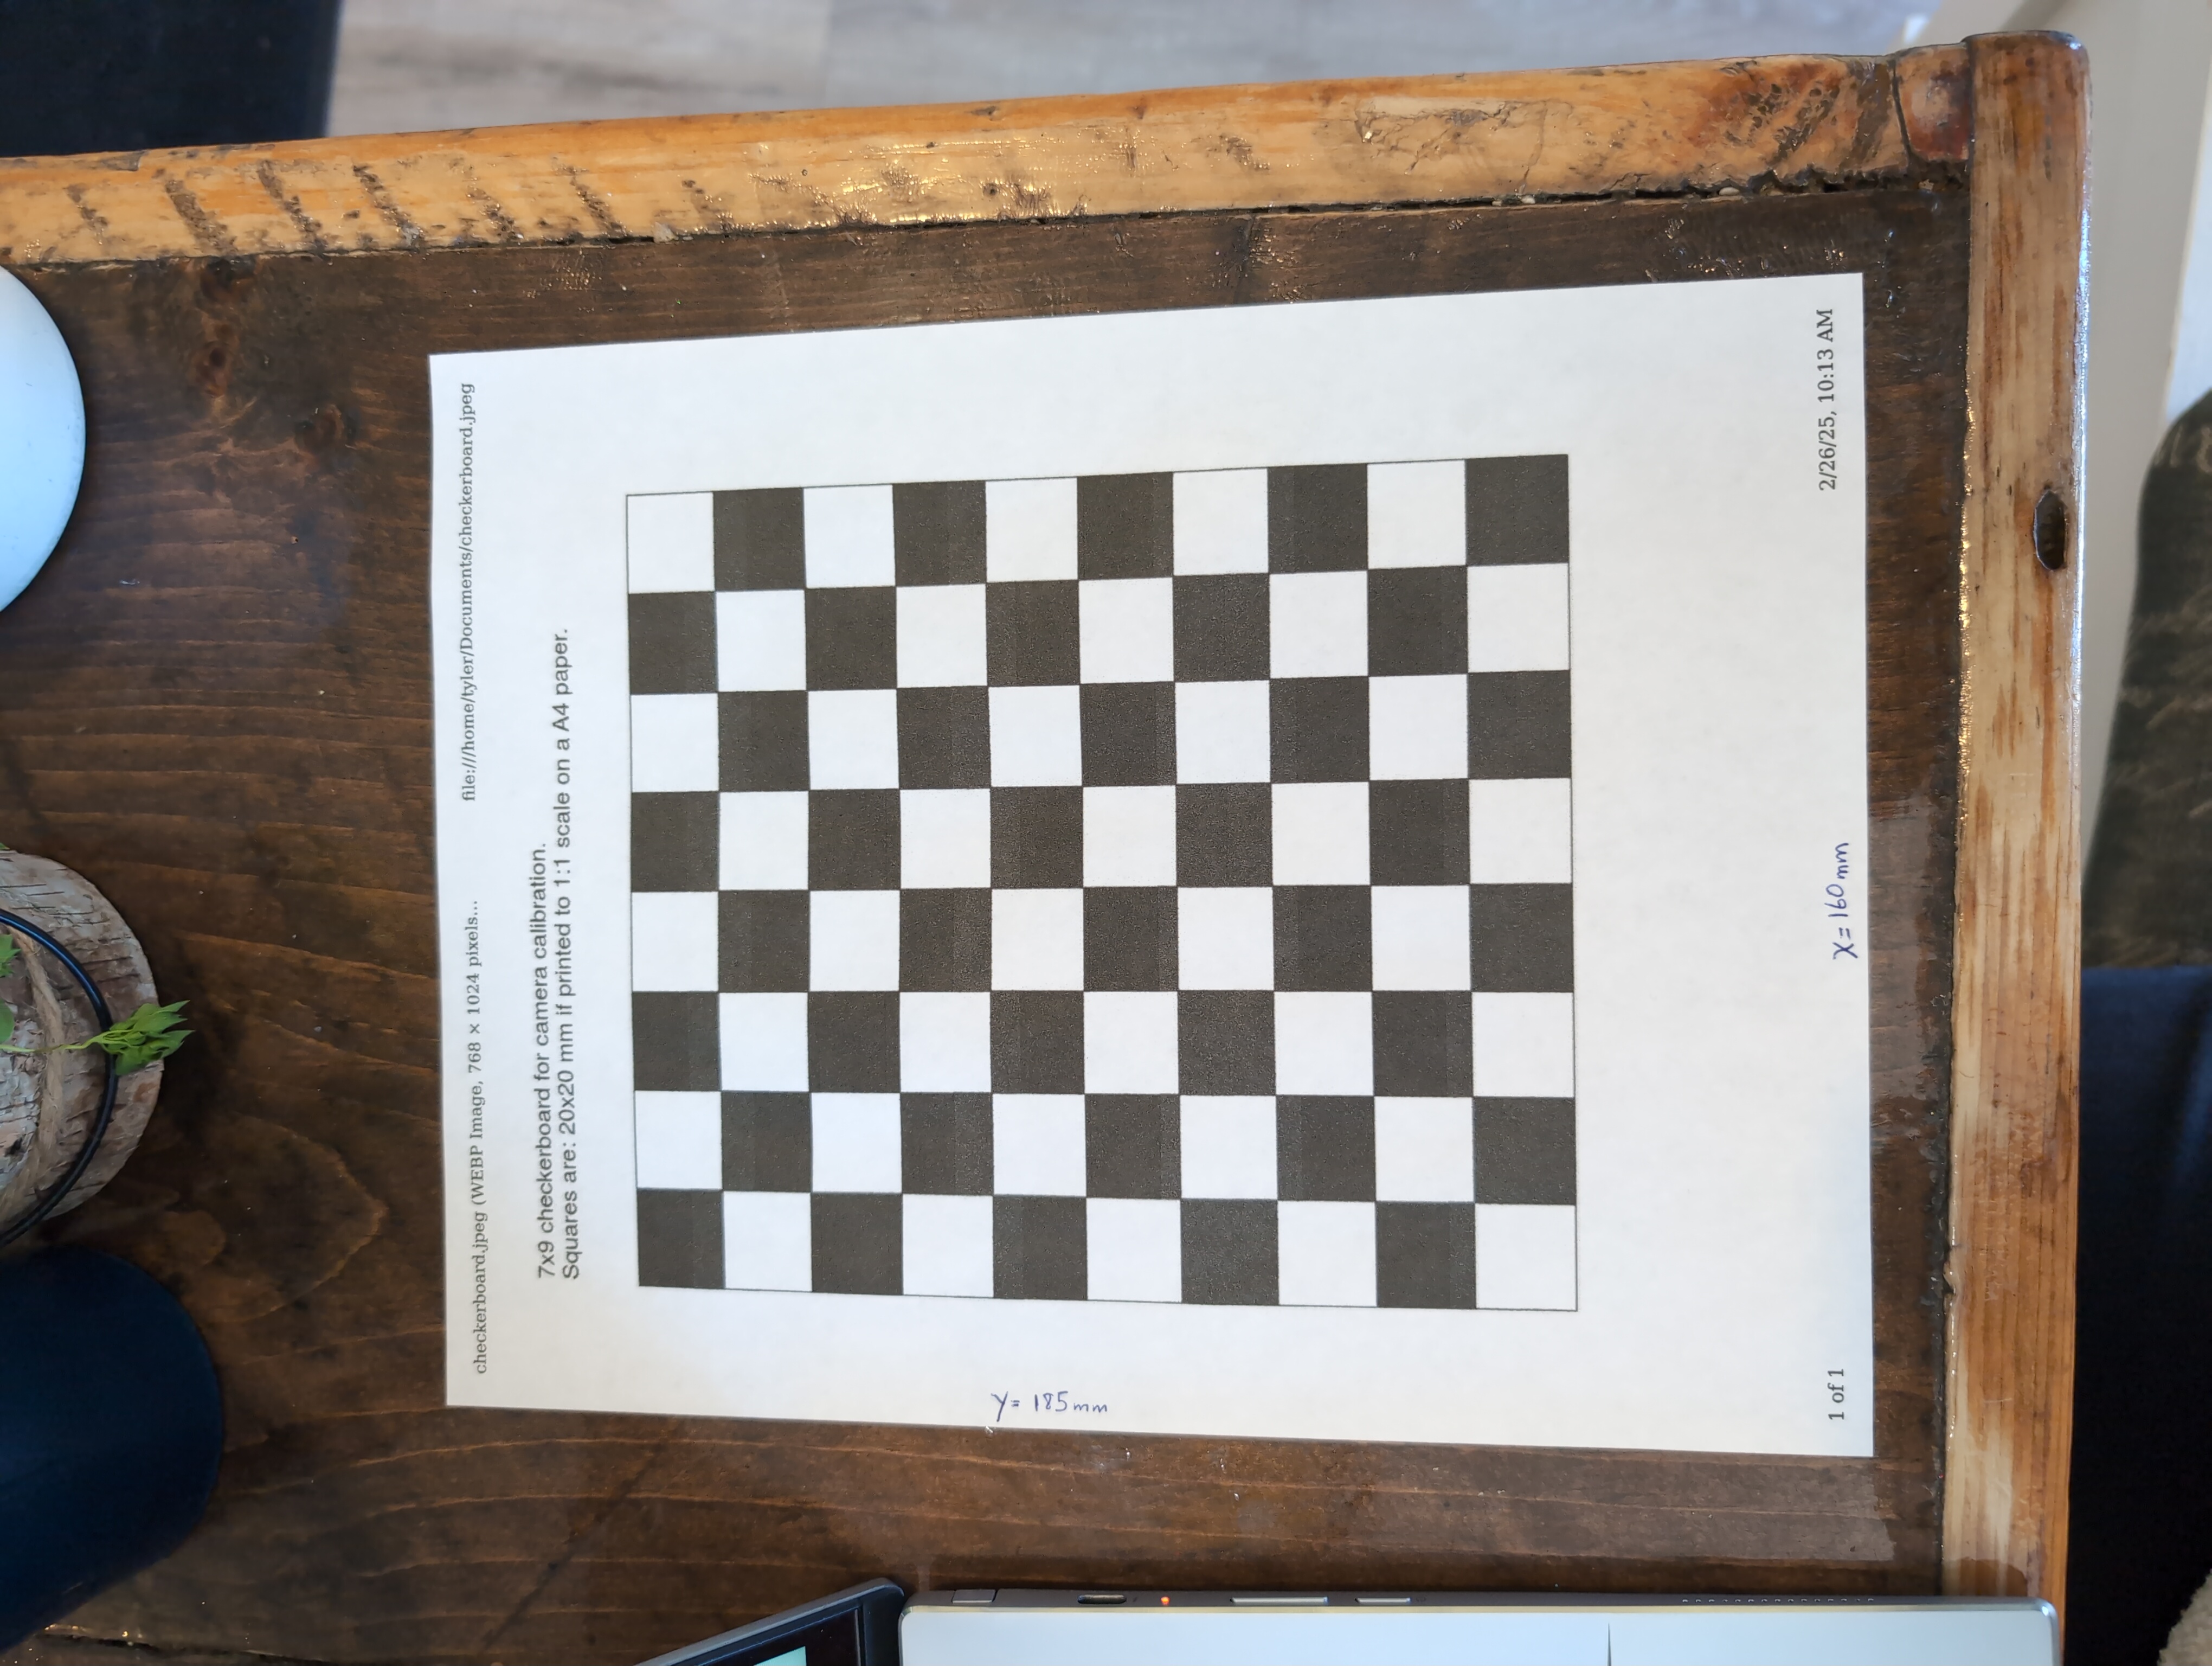 checkerboard.jpeg (WEBP Image, 768 × 1024 pixels...
file:///home/tyler/Documents/checkerboard.jpeg
7x9 checkerboard for camera calibration.
Squares are: 20x20 mm if printed to 1:1 scale on a A4 paper.
Y= 185mm
1 of 1
X=160mm
2/26/25, 10:13 AM